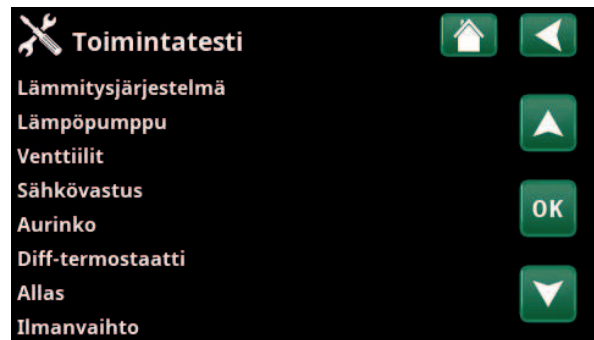 Toimintatesti
Lämmitysjärjestelmä
Lämpöpumppu
Venttiilit
Sähkövastus
OK
Aurinko
Diff-termostaatti
Allas
Ilmanvaihto